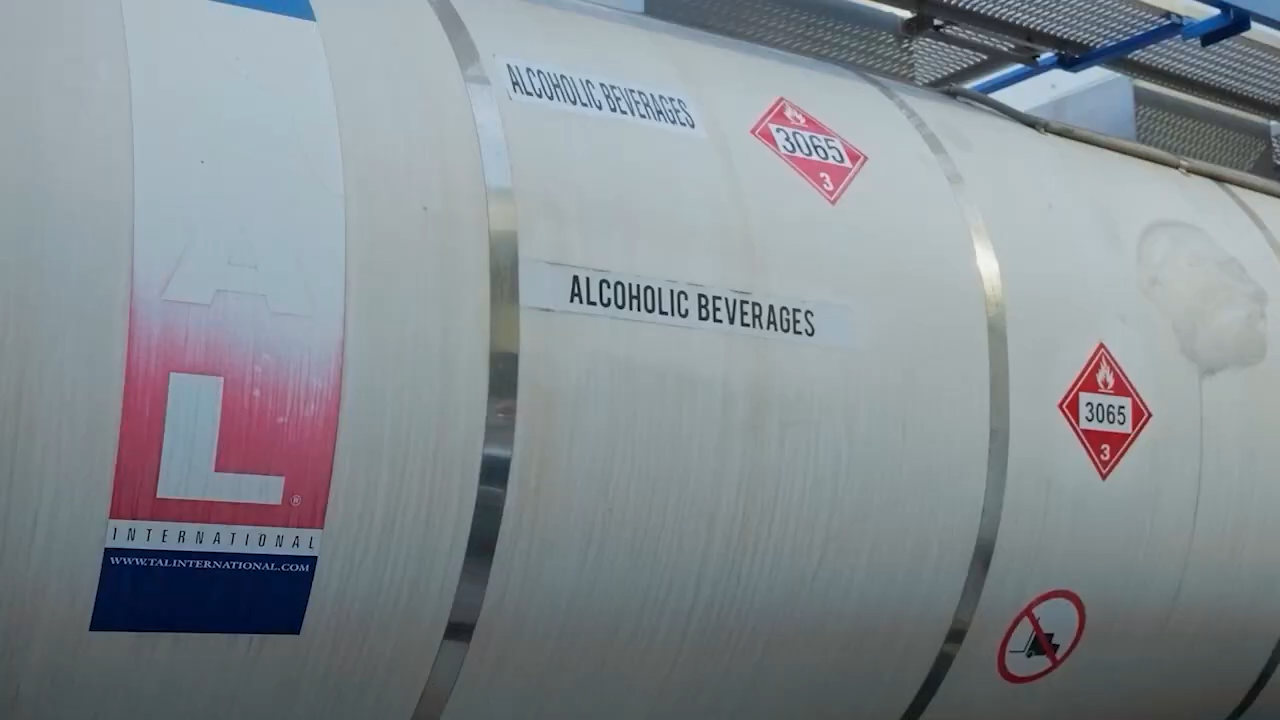 ALCOHOLIC BEVERAGES
3065
3
ALCOHOLIC BEVERAGES
3065
3
A
L
®
INTERNATIONAL
WWW.TALINTERNATIONAL.COM